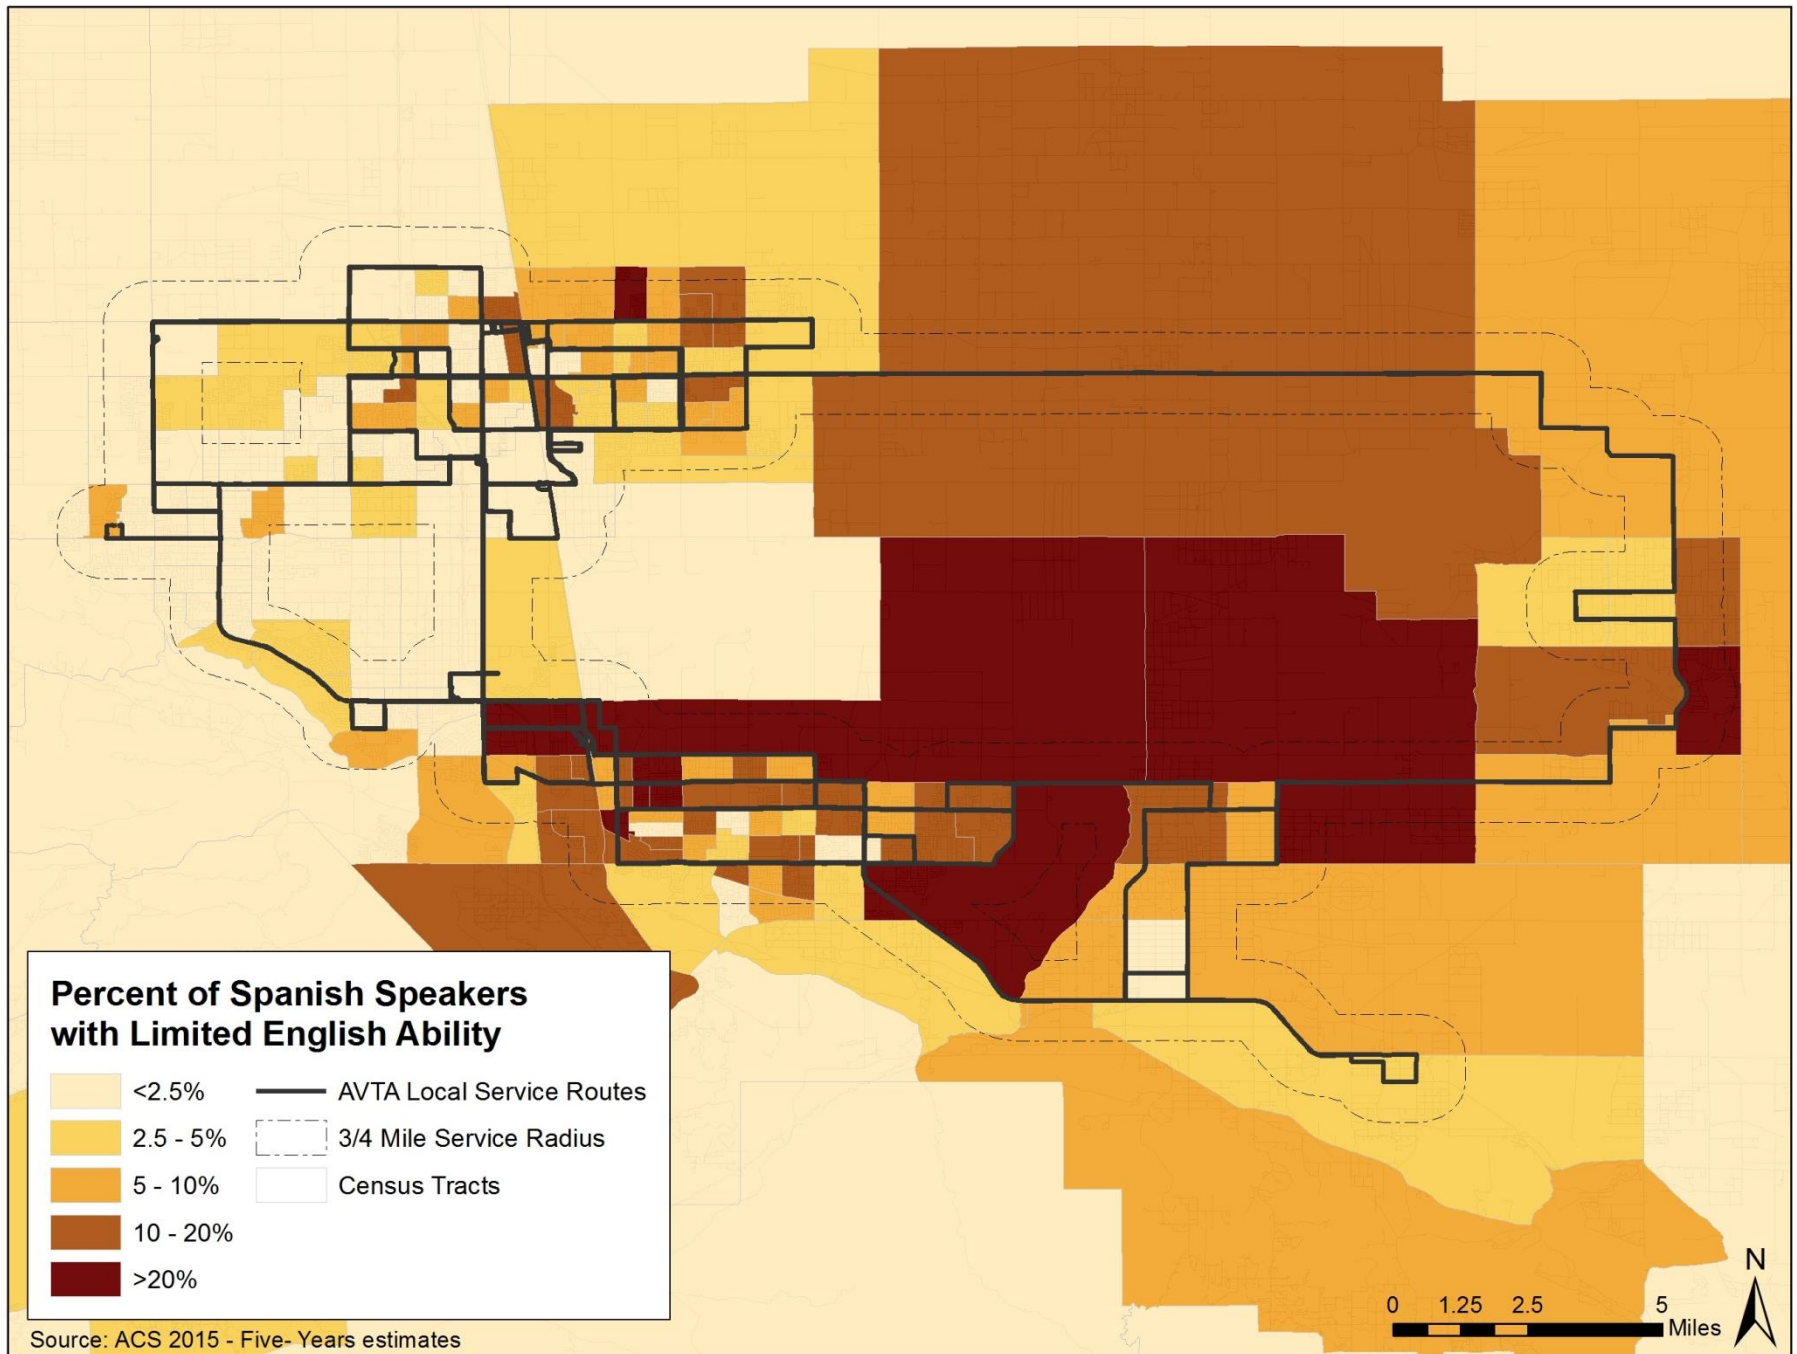 Percent of Spanish Speakers
with Limited English Ability
<2.5%
AVTA Local Service Routes
2.5 - 5%
3/4 Mile Service Radius
5 - 10%
Census Tracts
10 - 20%
>20%
Source: ACS 2015 - Five- Years estimates
N
0 1.25 2.5 5
Miles